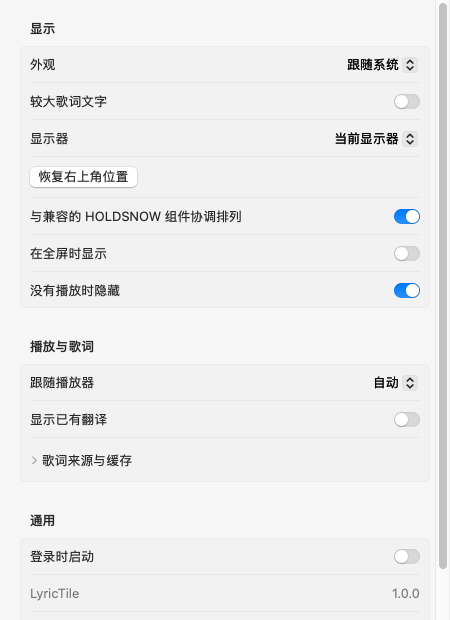 显示
外观 跟随系统
较大歌词文字
显示器 当前显示器
恢复右上角位置
与兼容的 HOLDSNOW 组件协调排列
在全屏时显示
没有播放时隐藏
播放与歌词
跟随播放器 自动
显示已有翻译
歌词来源与缓存
通用
登录时启动
LyricTile 1.0.0